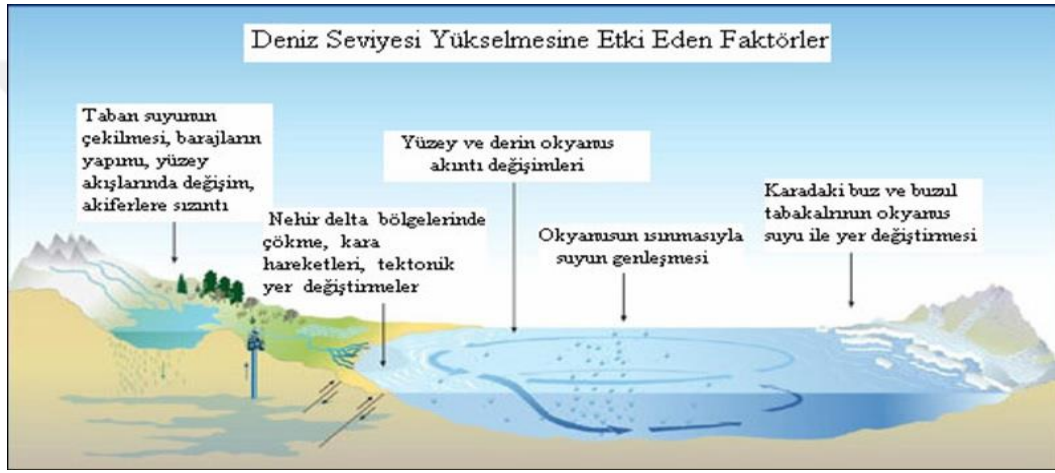 Deniz Seviyesi Yükselmesine Etki Eden Faktörler
Taban suyunun
çekilmesi, barajların
yapımı, yüzey
akışlarında değişim,
akiferlere sızıntı
Nehir delta bölgelerinde
çökme, kara
hareketleri, tektonik
yer değiştirmeler
Yüzey ve derin okyanus
akıntı değişimleri
Okyanusun ısınmasıyla
suyun genleşmesi
Karadaki buz ve buzul
tabakalrının okyanus
suyu ile yer değiştirmesi